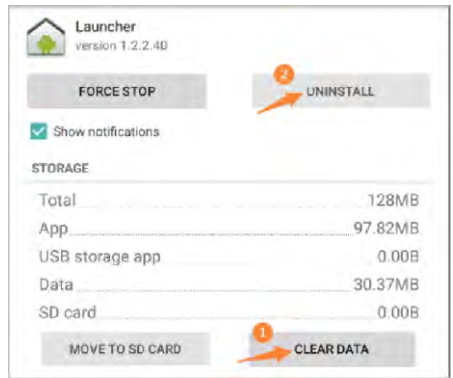 Launcher
version 1.2.2.40
FORCE STOP
2
UNINSTALL
Show notifications
STORAGE
Total 128MB
App 97.82MB
USB storage app 0.00B
Data 30.37MB
SD card 0.00B
1
MOVE TO SD CARD CLEAR DATA